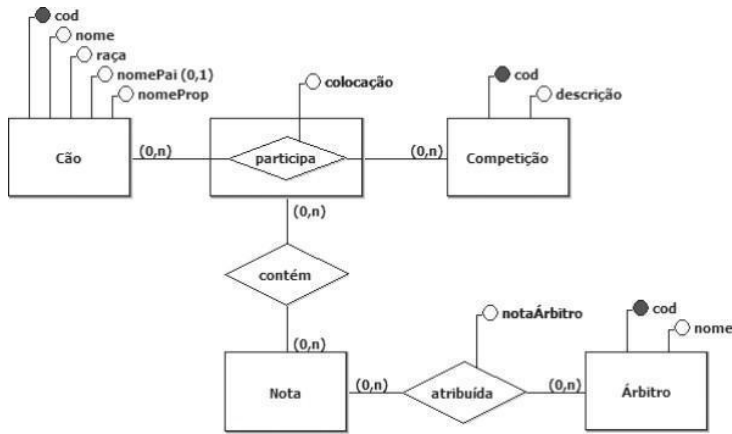 cod
nome
raça
nomePai (0,1)
nomeProp
colocação
cod
descrição
Cão
(0,n)
participa
(0,n)
Competição
(0,n)
contém
notaÁrbitro
cod
nome
(0,n)
Nota
(0,n)
atribuída
(0,n)
Árbitro